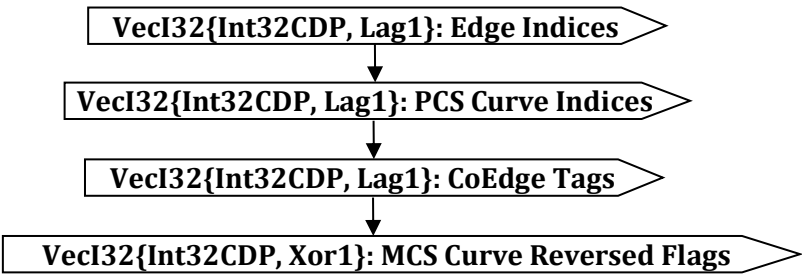 VecI32{Int32CDP, Lag1}: Edge Indices
VecI32{Int32CDP, Lag1}: PCS Curve Indices
VecI32{Int32CDP, Lag1}: CoEdge Tags
VecI32{Int32CDP, Xor1}: MCS Curve Reversed Flags